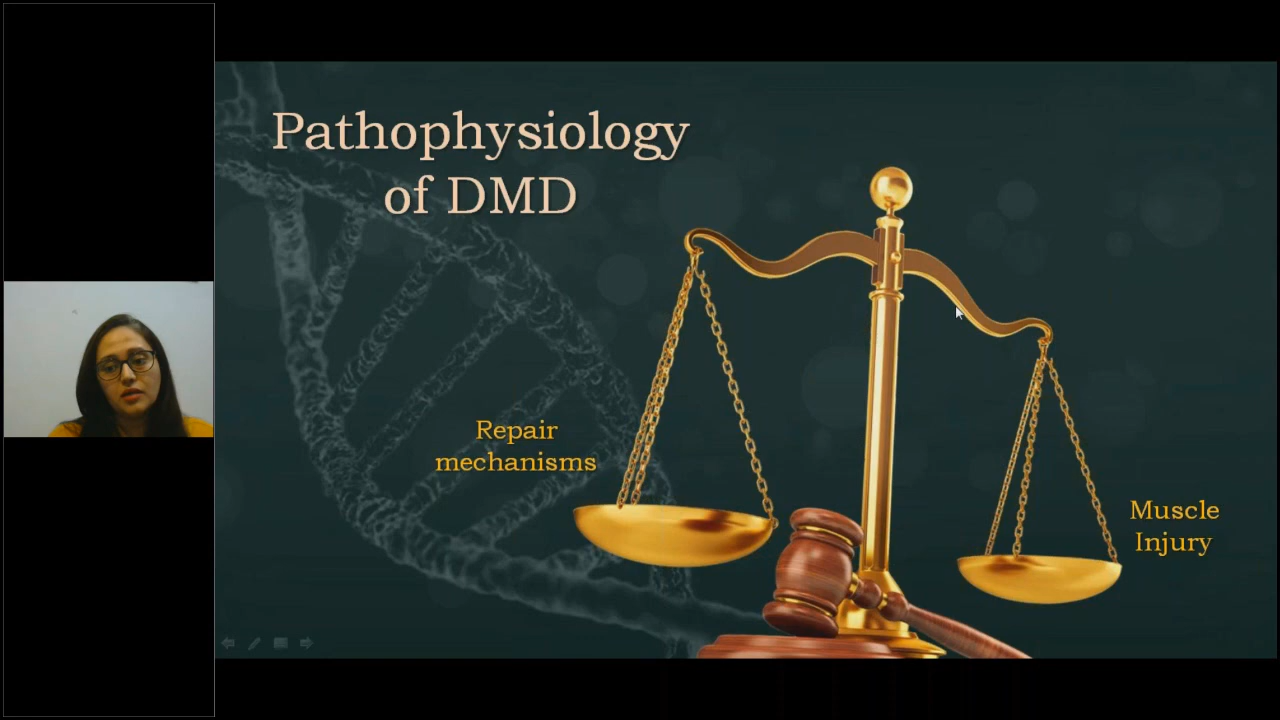 Pathophysiology
of DMD
Repair
mechanisms
Muscle
Injury